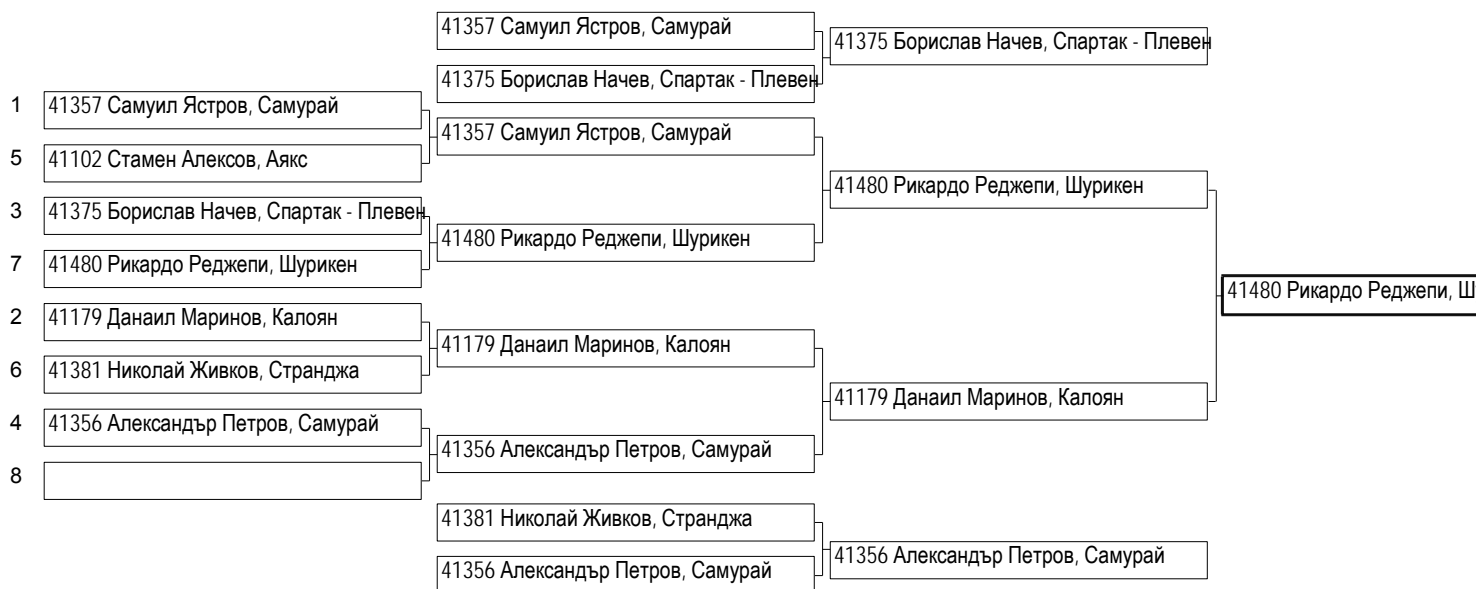 41357 Самуил Ястров, Самурай
41375 Борислав Начев, Спартак - Плевен
41375 Борислав Начев, Спартак - Плевен
1 41357 Самуил Ястров, Самурай
41357 Самуил Ястров, Самурай
5 41102 Стамен Алексов, Аякс
41480 Рикардо Реджепи, Шурикен
3 41375 Борислав Начев, Спартак - Плевен
41480 Рикардо Реджепи, Шурикен
7 41480 Рикардо Реджепи, Шурикен
41480 Рикардо Реджепи, Ш
2 41179 Данаил Маринов, Калоян
41179 Данаил Маринов, Калоян
6 41381 Николай Живков, Странджа
41179 Данаил Маринов, Калоян
4 41356 Александър Петров, Самурай
41356 Александър Петров, Самурай
8
41381 Николай Живков, Странджа
41356 Александър Петров, Самурай
41356 Александър Петров, Самурай